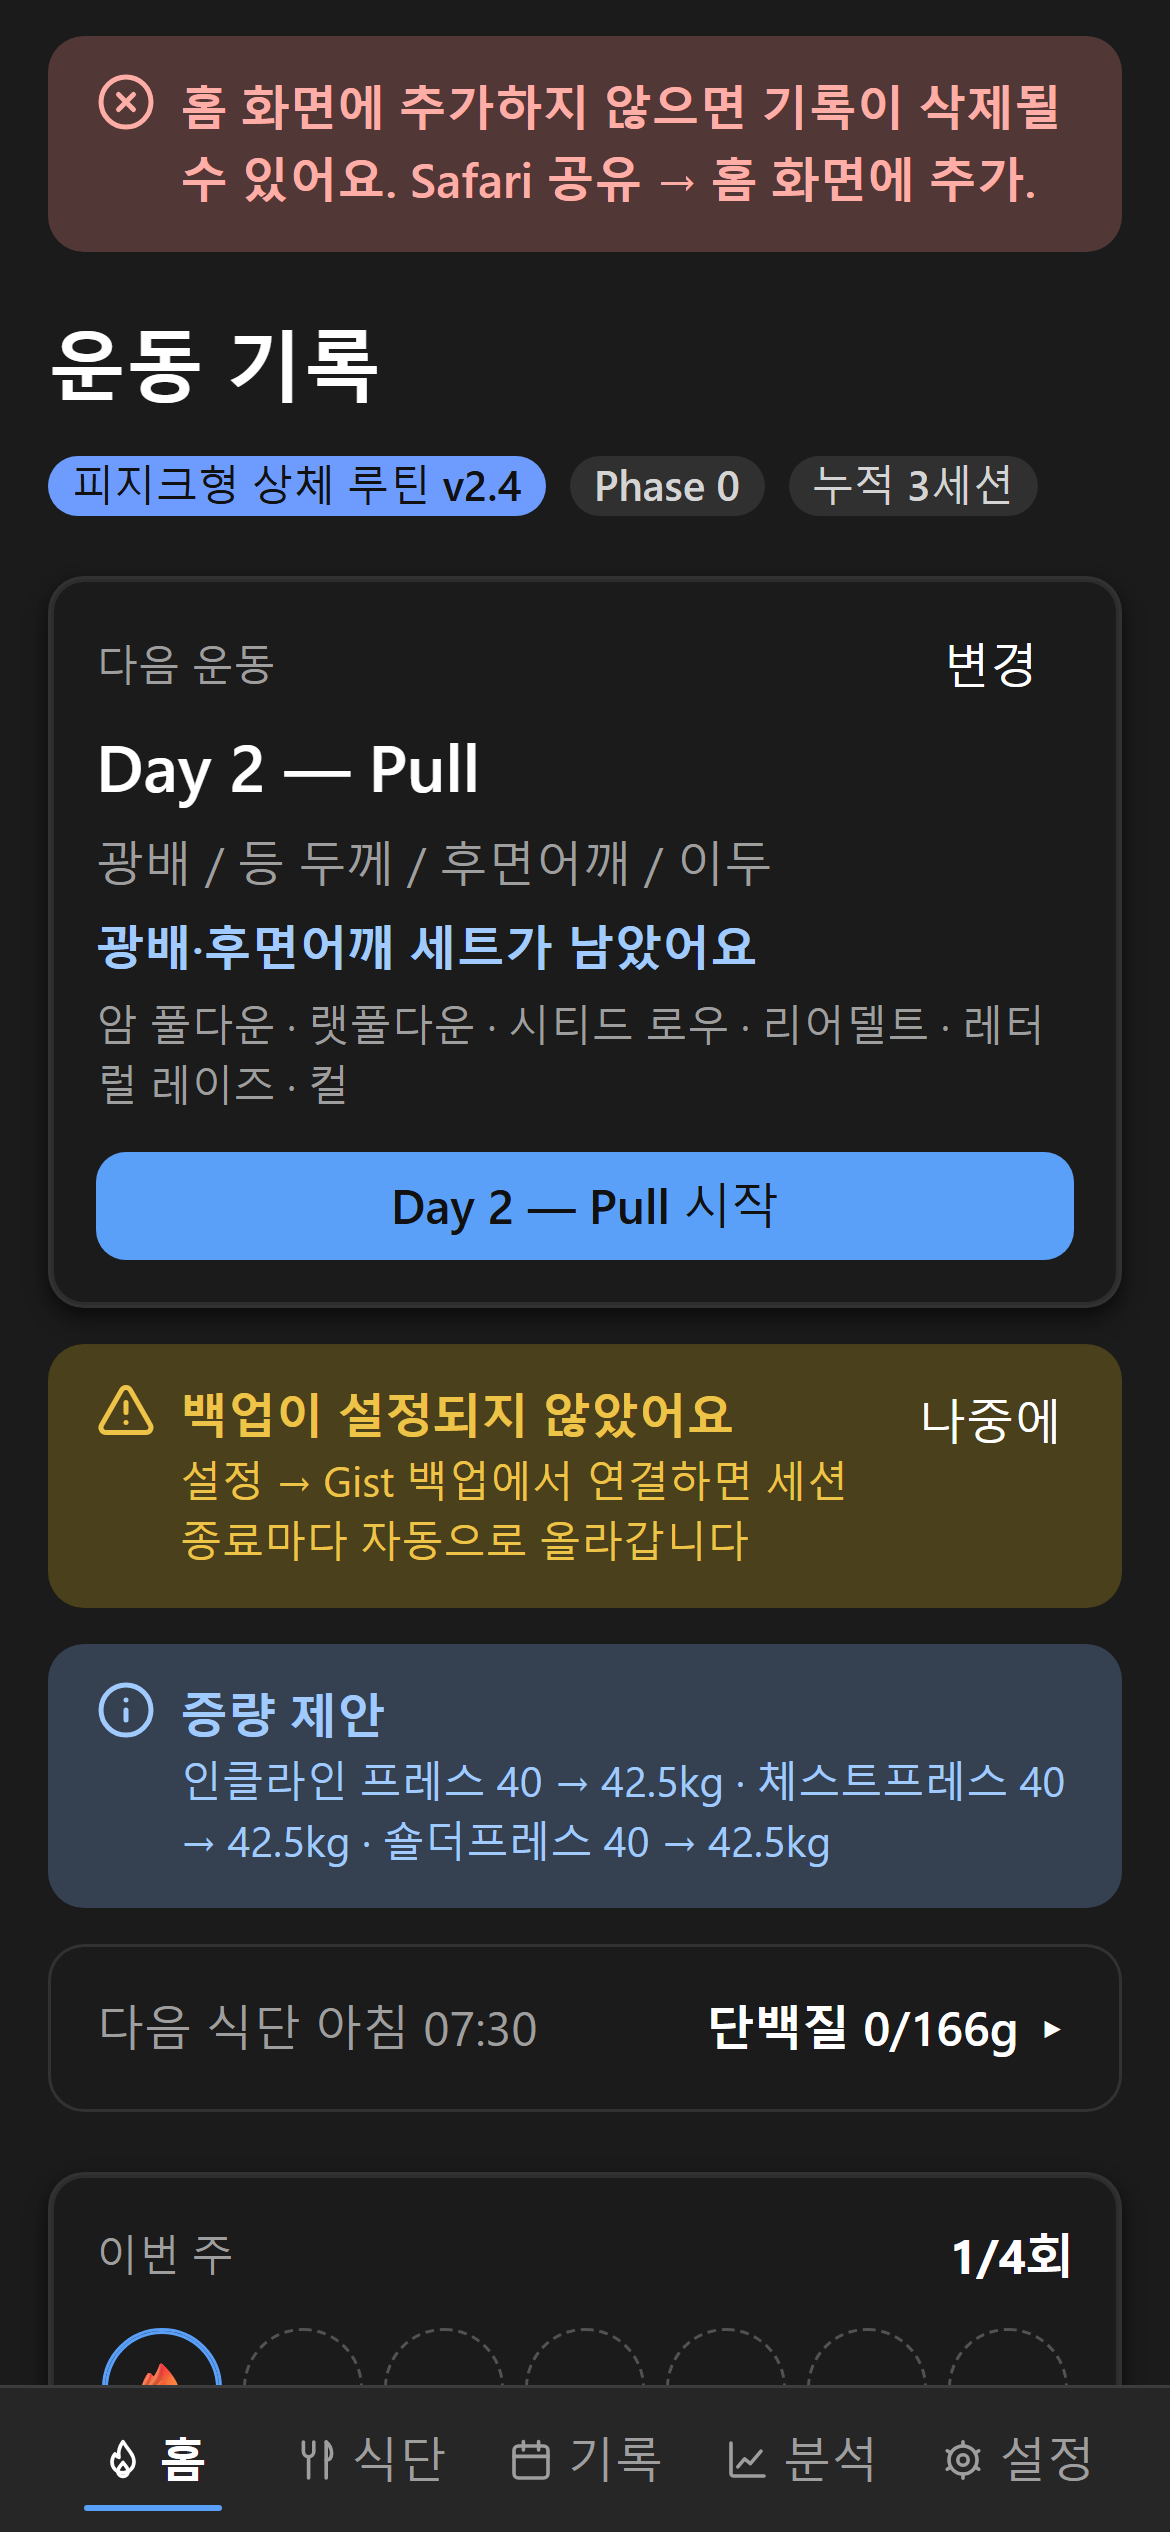 홈 화면에 추가하지 않으면 기록이 삭제될
수 있어요. Safari 공유 → 홈 화면에 추가.
운동 기록
피지크형 상체 루틴 v2.4
Phase 0
누적 3세션
다음 운동
변경
Day 2 — Pull
광배 / 등 두께 / 후면어깨 / 이두
광배·후면어깨 세트가 남았어요
암 풀다운 · 랫풀다운 · 시티드 로우 · 리어델트 · 레터
럴 레이즈 · 컬
Day 2 — Pull 시작
백업이 설정되지 않았어요
나중에
설정 → Gist 백업에서 연결하면 세션
종료마다 자동으로 올라갑니다
증량 제안
인클라인 프레스 40 → 42.5kg · 체스트프레스 40
→ 42.5kg · 숄더프레스 40 → 42.5kg
다음 식단 아침 07:30
단백질 0/166g ▸
이번 주
1/4회
홈
식단
기록
분석
설정